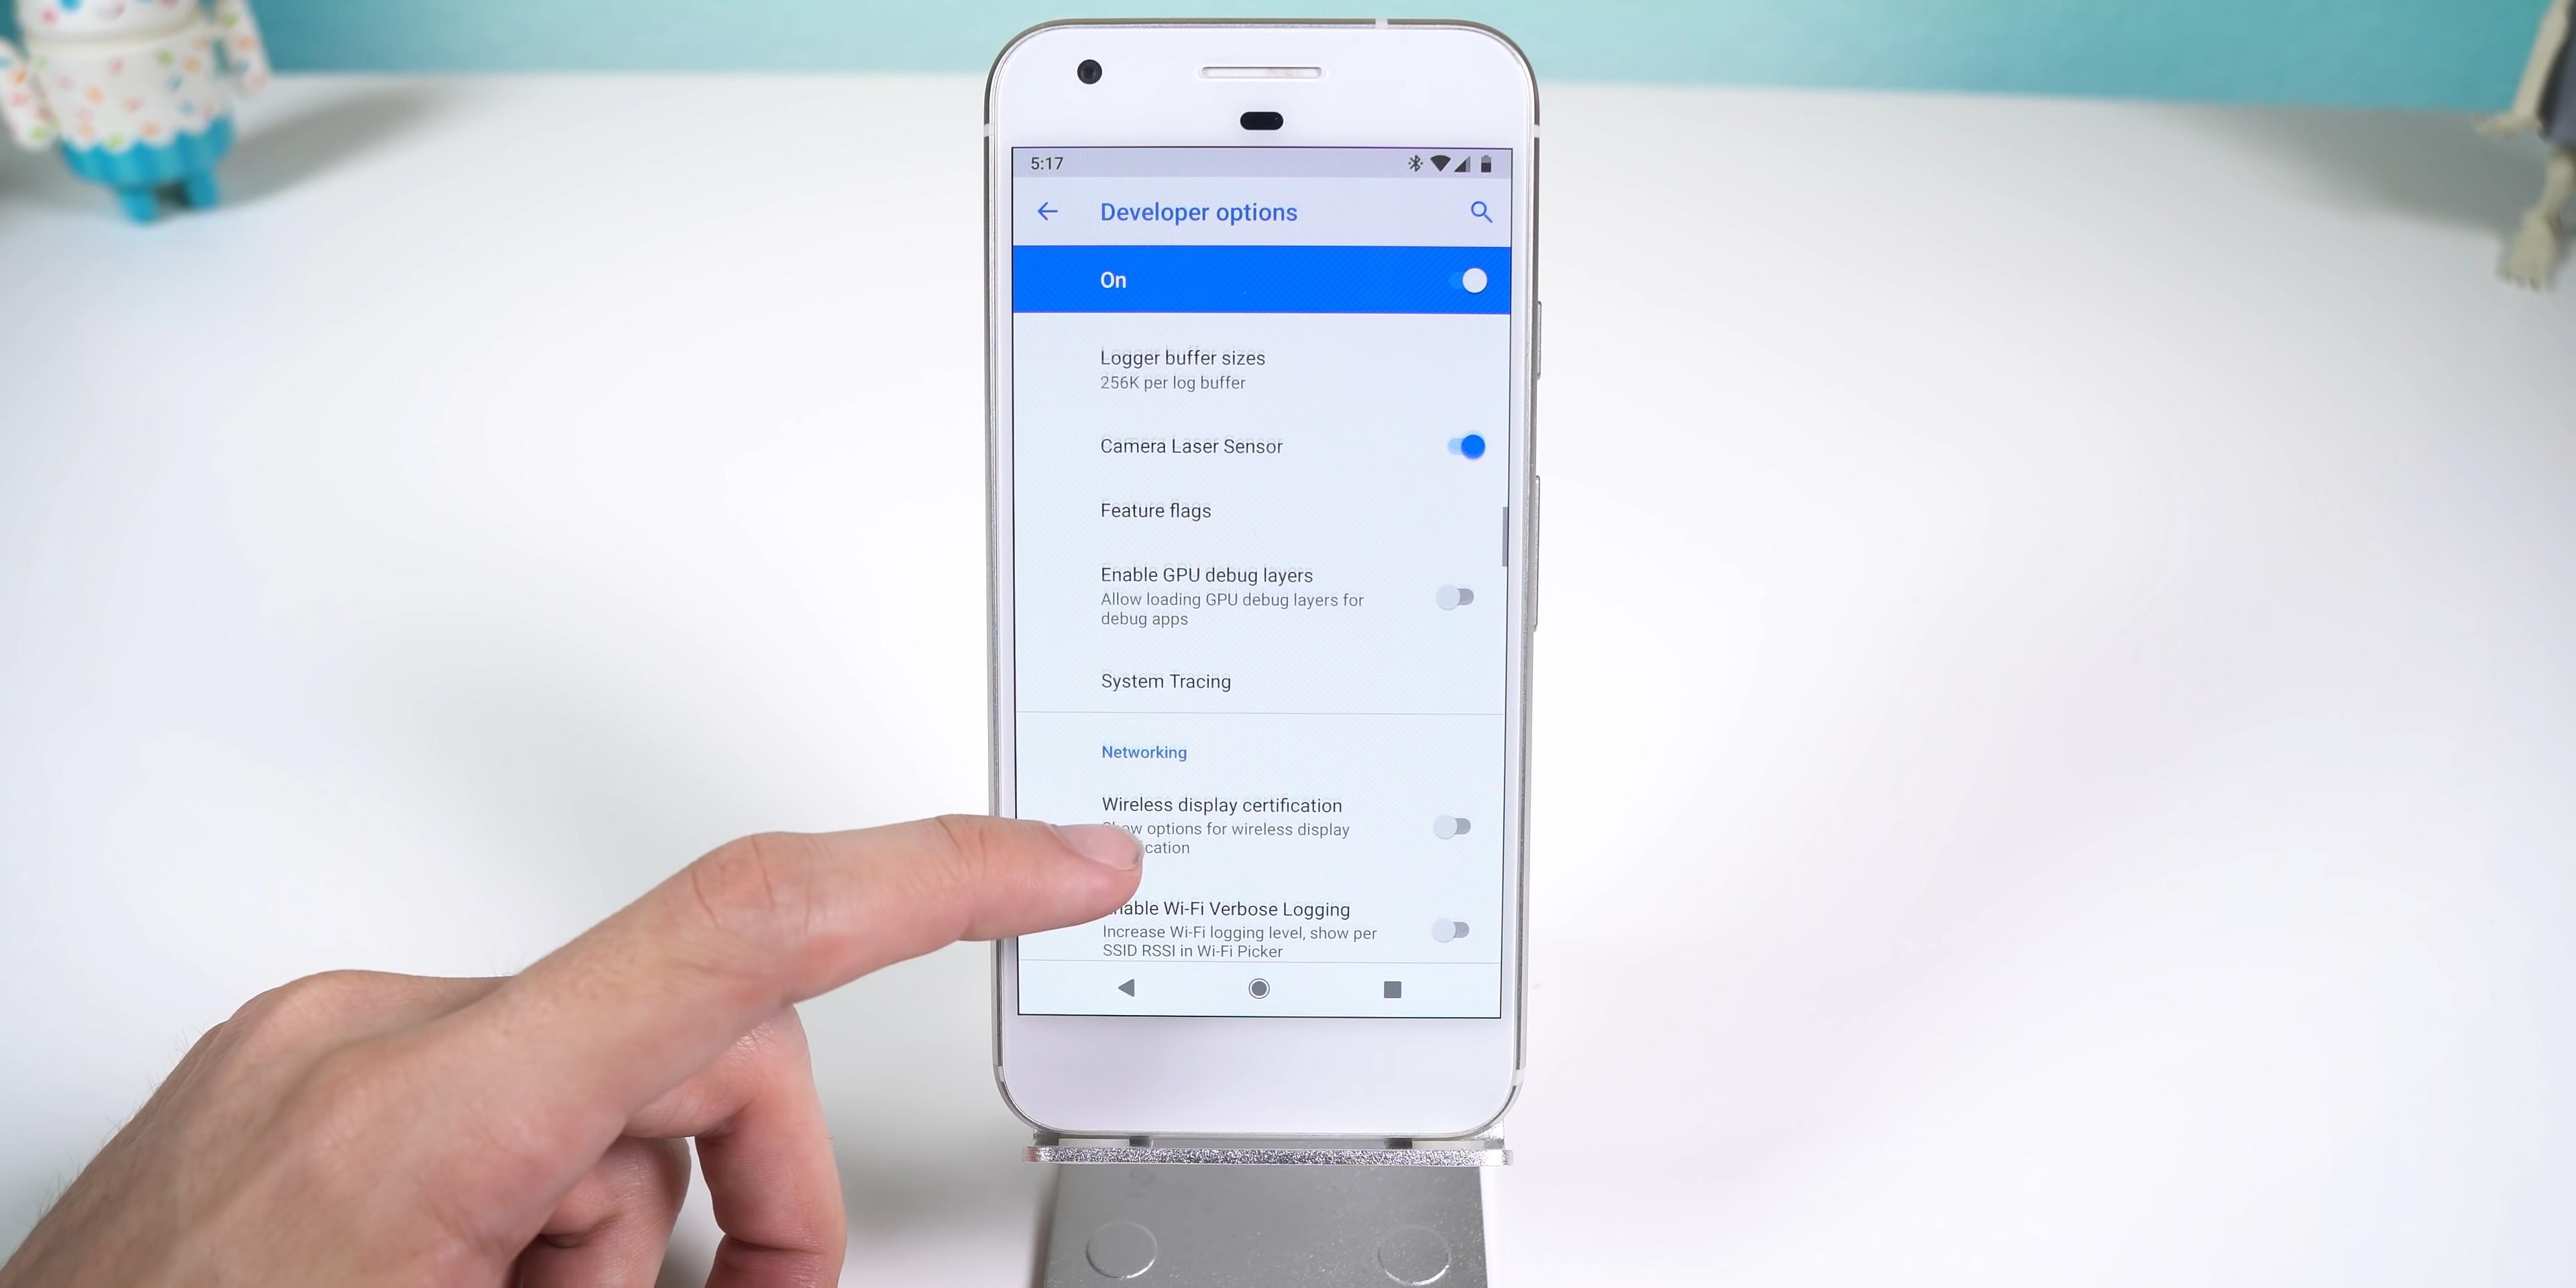 5:17
Developer options
On
Logger buffer sizes
256K per log buffer
Camera Laser Sensor
Feature flags
Enable GPU debug layers
Allow loading GPU debug layers for
debug apps
System Tracing
Networking
Wireless display certification
Show options for wireless display
ication
nable Wi-Fi Verbose Logging
Increase Wi-Fi logging level, show per
SSID RSSI in Wi-Fi Picker